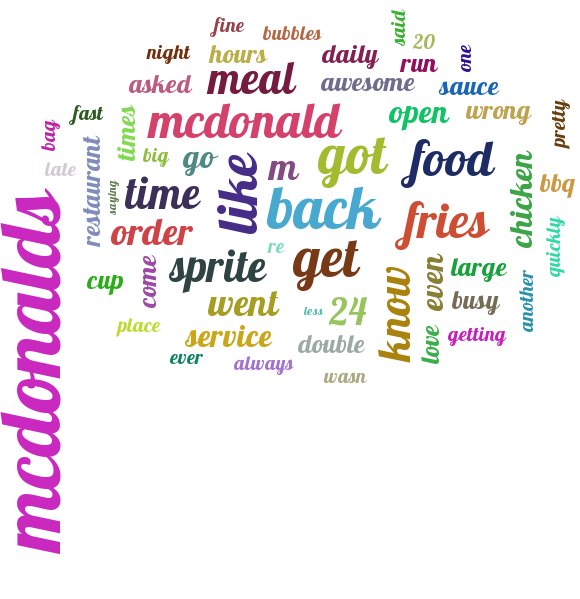 said
fine
bubbles
20
night
hours
daily
run
one
asked
meal
awesome
sauce
fast
times
mcdonald
open
wrong
pretty
bag
late
restaurant
big
go
m
got
food
chicken
bbq
saying
time
like
back
fries
quickly
order
re
mcdonalds
cup
come
sprite
get
know
even
large
another
went
less
24
busy
place
service
double
love
getting
ever
always
wasn